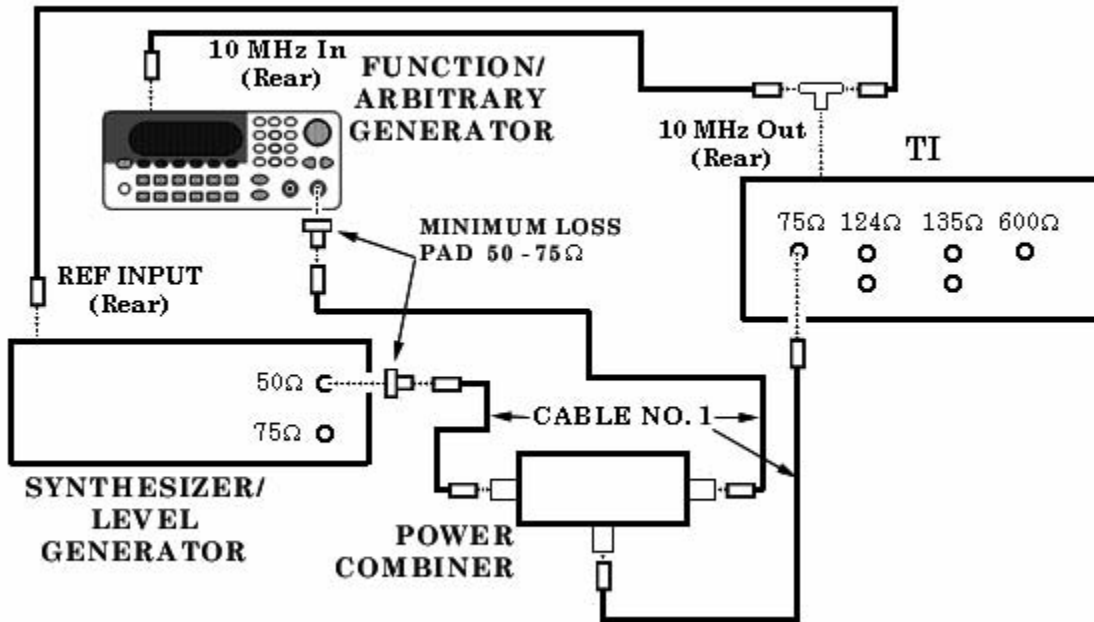 10 MHz In
(Rear)
FUNCTION/
ARBITRARY
GENERATOR
10 MHz Out
(Rear)
TI
75Ω 124Ω 135Ω 600Ω
MINIMUM LOSS
PAD 50 - 75Ω
REF INPUT
(Rear)
50Ω
75Ω
CABLE NO. 1
SYNTHESIZER/
LEVEL
GENERATOR
POWER
COMBINER